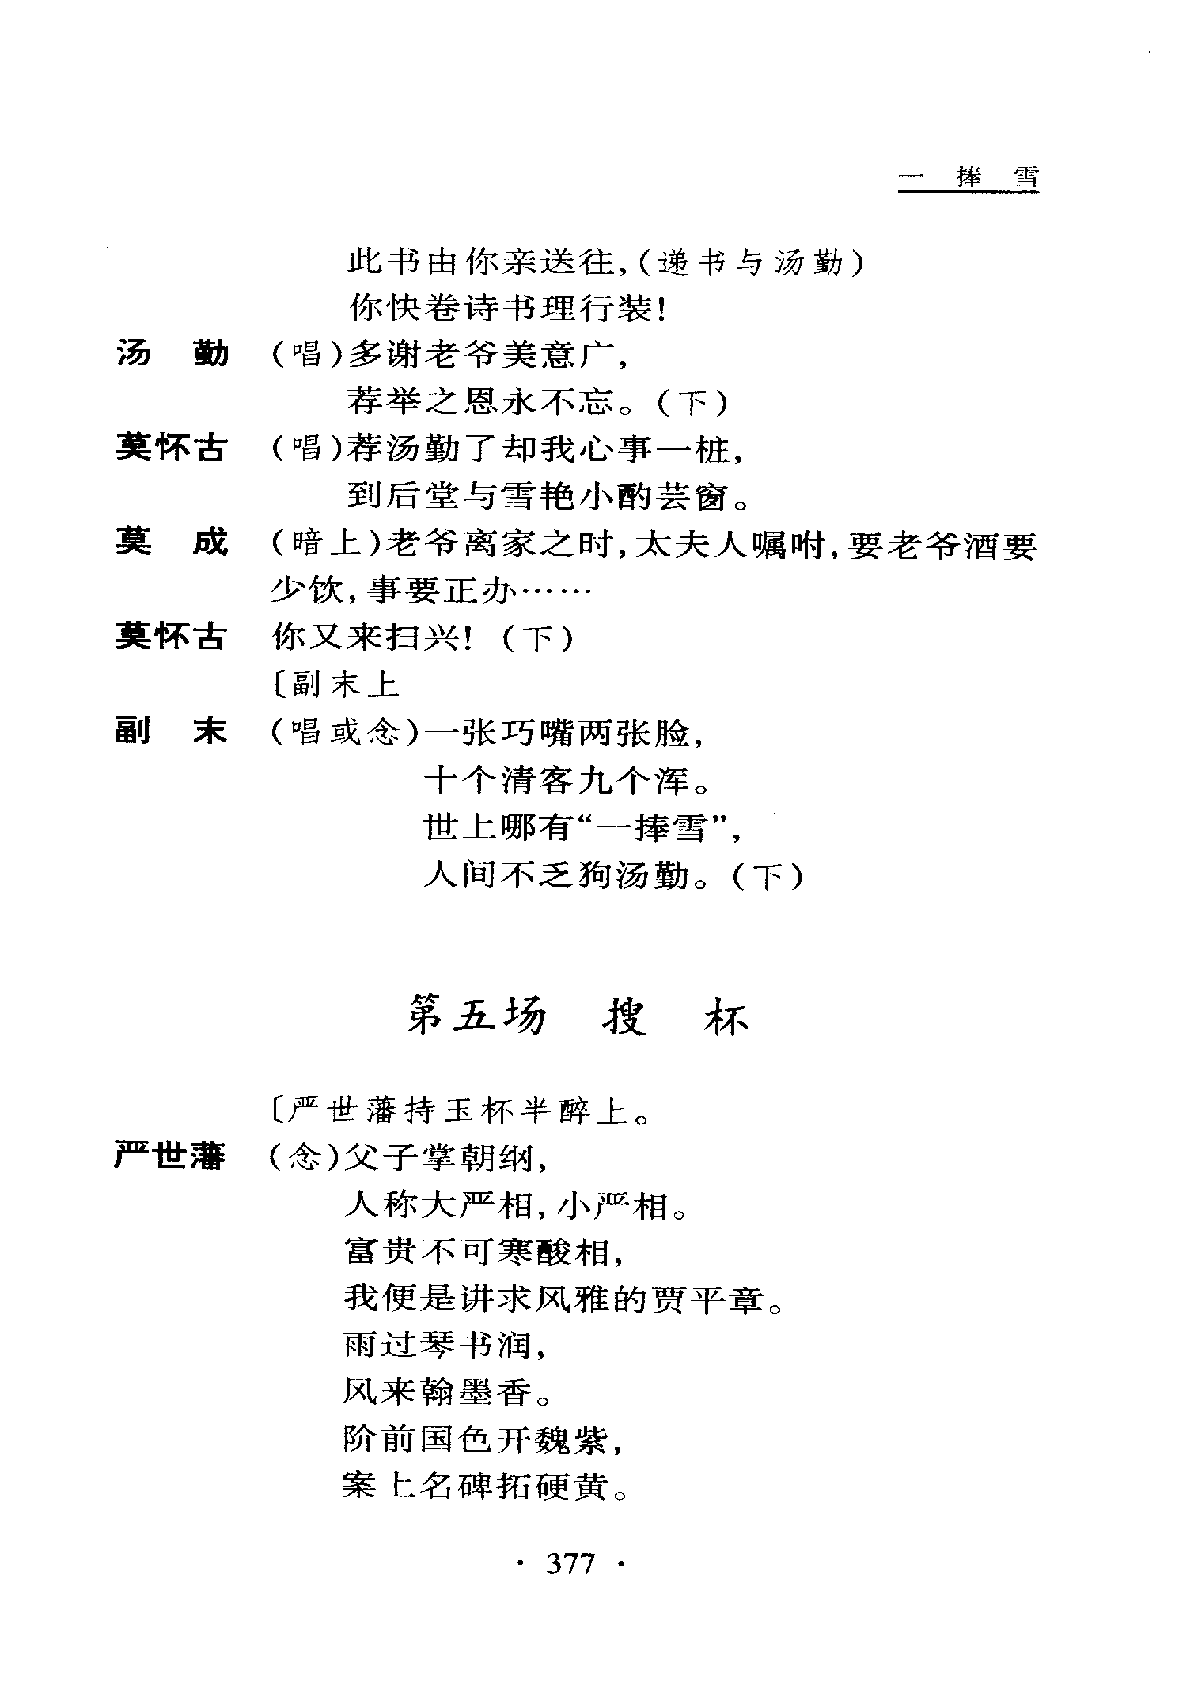 一 捧 雪
此书由你亲送往，（递书与汤勤）
你快卷诗书理行装！
汤 勤 （唱）多谢老爷美意广，
荐举之恩永不忘。（下）
莫怀古 （唱）荐汤勤了却我心事一桩，
到后堂与雪艳小酌芸窗。
莫 成 （暗上）老爷离家之时，太夫人嘱咐，要老爷酒要
少饮，事要正办……
莫怀古 你又来扫兴！（下）
〔副末上
副 末 （唱或念）一张巧嘴两张脸，
十个清客九个浑。
世上哪有“一捧雪”，
人间不乏狗汤勤。（下）
第五场 搜 杯
〔严世藩持玉杯半醉上。
严世藩 （念）父子掌朝纲，
人称大严相，小严相。
富贵不可寒酸相，
我便是讲求风雅的贾平章。
雨过琴书润，
风来翰墨香。
阶前国色开魏紫，
案上名碑拓硬黄。
· 377 ·